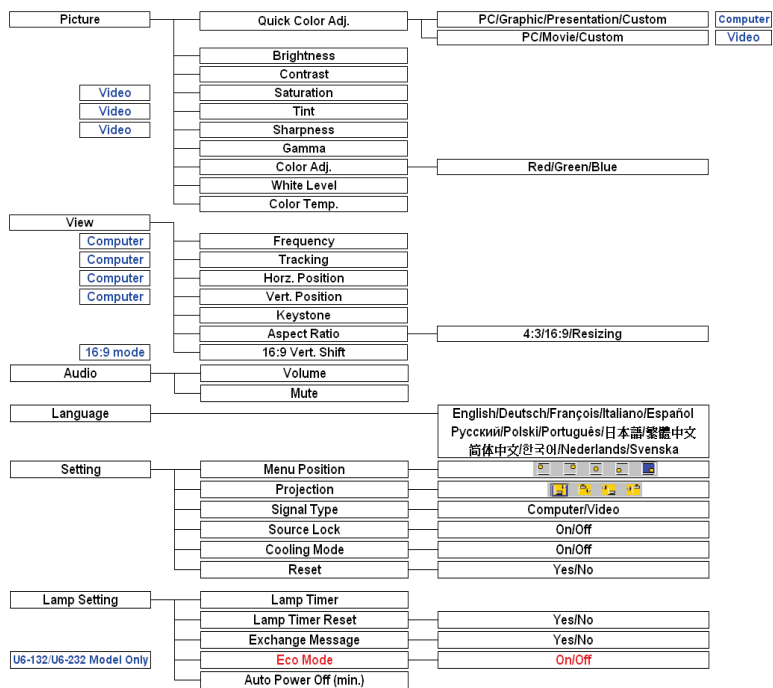 Picture Quick Color Adj. PC/Graphic/Presentation/Custom Computer
PC/Movie/Custom Video
Brightness
Contrast
Video Saturation
Video Tint
Video Sharpness
Gamma
Color Adj. Red/Green/Blue
White Level
Color Temp.
View
Computer Frequency
Computer Tracking
Computer Horz. Position
Computer Vert. Position
Keystone
Aspect Ratio 4:3/16:9/Resizing
16:9 mode 16:9 Vert. Shift
Audio Volume
Mute
Language English/Deutsch/Français/Italiano/Español
Русский/Polski/Português/日本語/繁體中文
简体中文/한국어/Nederlands/Svenska
Setting Menu Position
Projection
Signal Type Computer/Video
Source Lock On/Off
Cooling Mode On/Off
Reset Yes/No
Lamp Setting Lamp Timer
Lamp Timer Reset Yes/No
Exchange Message Yes/No
U6-132/U6-232 Model Only Eco Mode On/Off
Auto Power Off (min.)